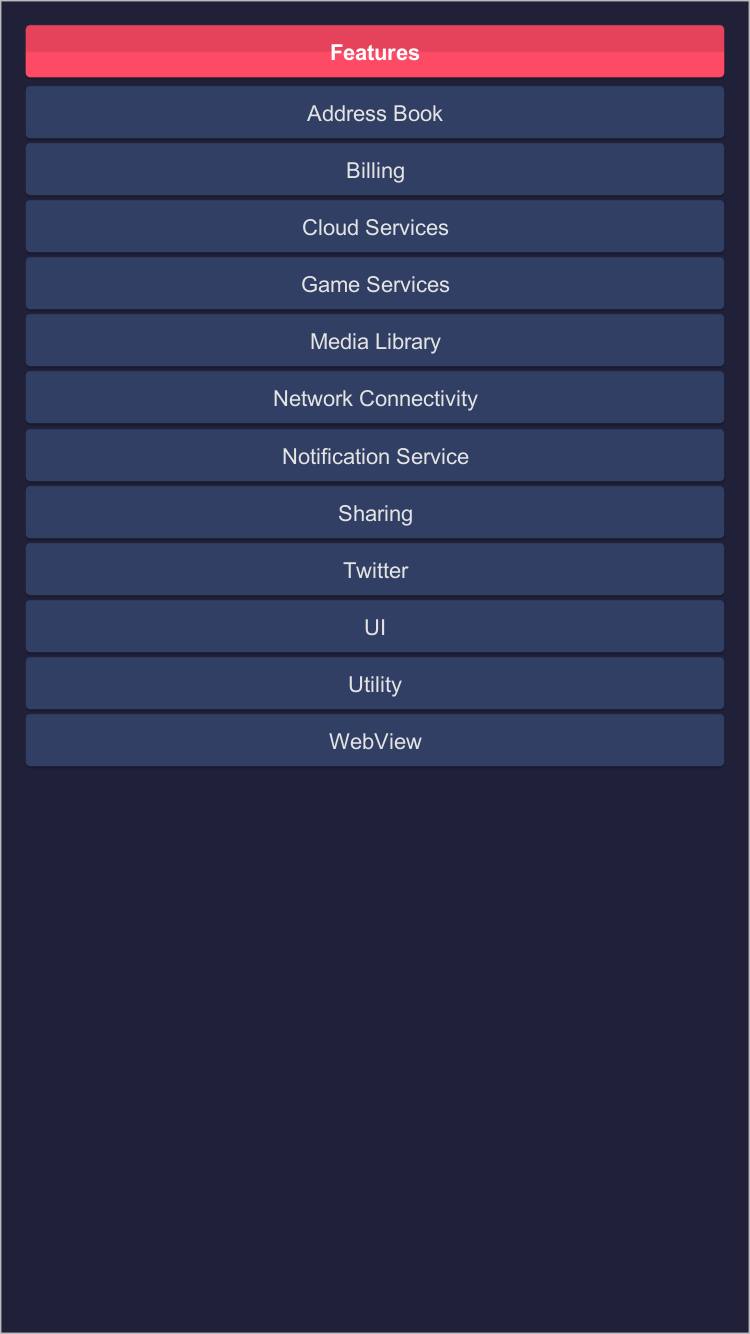 Features
Address Book
Billing
Cloud Services
Game Services
Media Library
Network Connectivity
Notification Service
Sharing
Twitter
UI
Utility
WebView